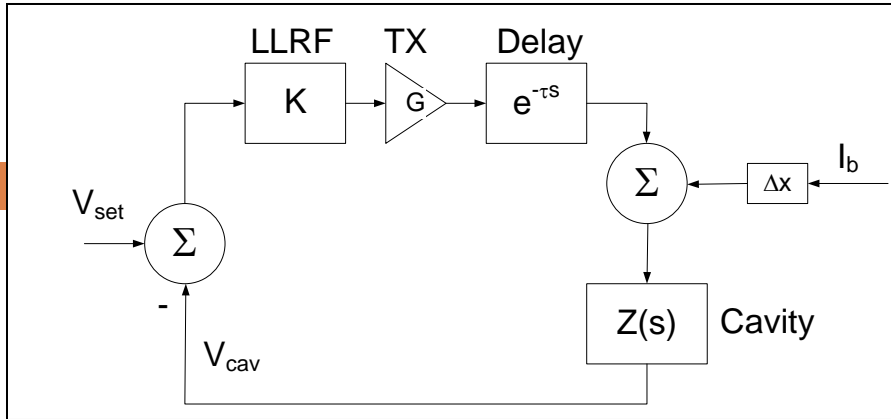 LLRF TX Delay
K G e^{-τs}
I_b
Σ Δx
V_set
Σ
-
Z(s) Cavity
V_cav